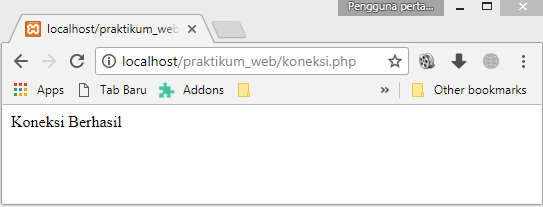 Pengguna perta...
localhost/praktikum_web
localhost/praktikum_web/koneksi.php
Apps Tab Baru Addons » Other bookmarks
Koneksi Berhasil